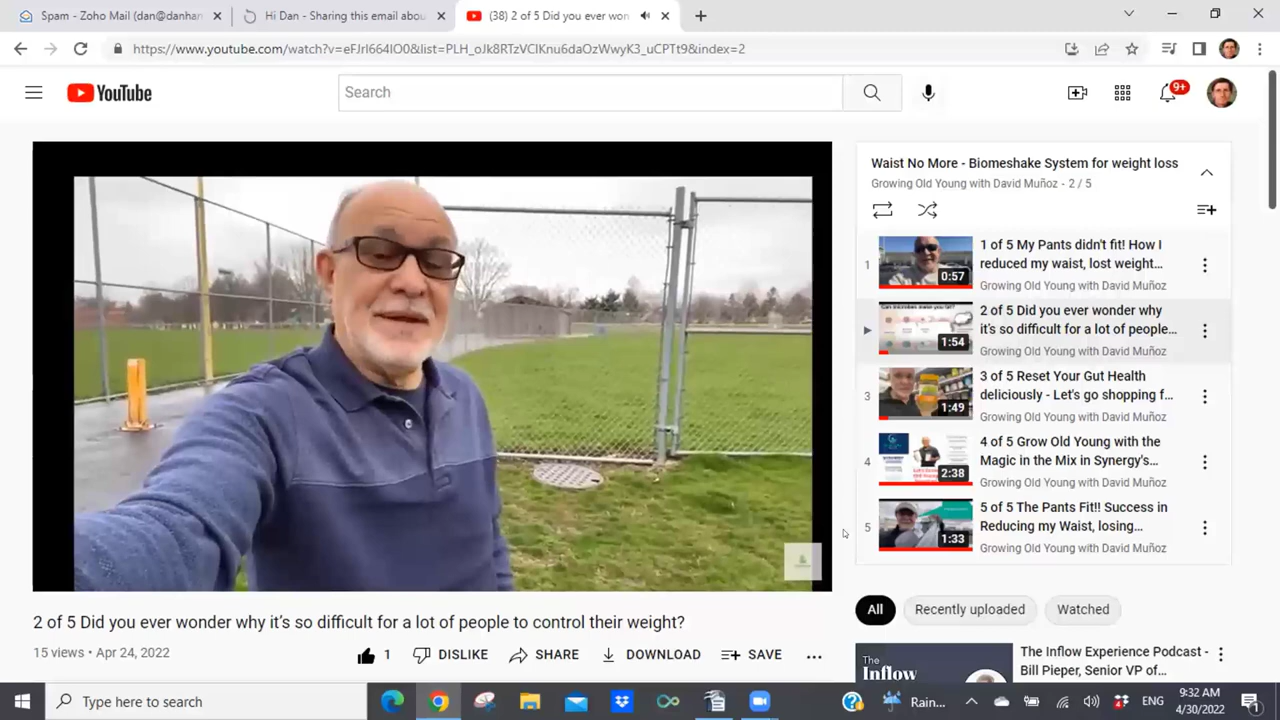 Spam - Zoho Mail (dan@danhan
Hi Dan - Sharing this email abou
(38) 2 of 5 Did you ever won
https://www.youtube.com/watch?v=eFJrl664lO0&list=PLH_oJk8RTzVClKnu6daOzWwyK3_uCPTt9&index=2
YouTube
Search
9+
Waist No More - Biomeshake System for weight loss
Growing Old Young with David Muñoz - 2 / 5
1
0:57
1 of 5 My Pants didn't fit! How I
reduced my waist, lost weight...
Growing Old Young with David Muñoz
Can microbes make you fat?
1:54
2 of 5 Did you ever wonder why
it's so difficult for a lot of people...
Growing Old Young with David Muñoz
3
1:49
3 of 5 Reset Your Gut Health
deliciously - Let's go shopping f...
Growing Old Young with David Muñoz
4
2:38
4 of 5 Grow Old Young with the
Magic in the Mix in Synergy's...
Growing Old Young with David Muñoz
5
1:33
5 of 5 The Pants Fit!! Success in
Reducing my Waist, losing...
Growing Old Young with David Muñoz
2 of 5 Did you ever wonder why it's so difficult for a lot of people to control their weight?
15 views • Apr 24, 2022
1
DISLIKE
SHARE
DOWNLOAD
SAVE
All
Recently uploaded
Watched
The
Inflow
The Inflow Experience Podcast -
Bill Pieper, Senior VP of...
Type here to search
Rain...
ENG
9:32 AM
4/30/2022
1